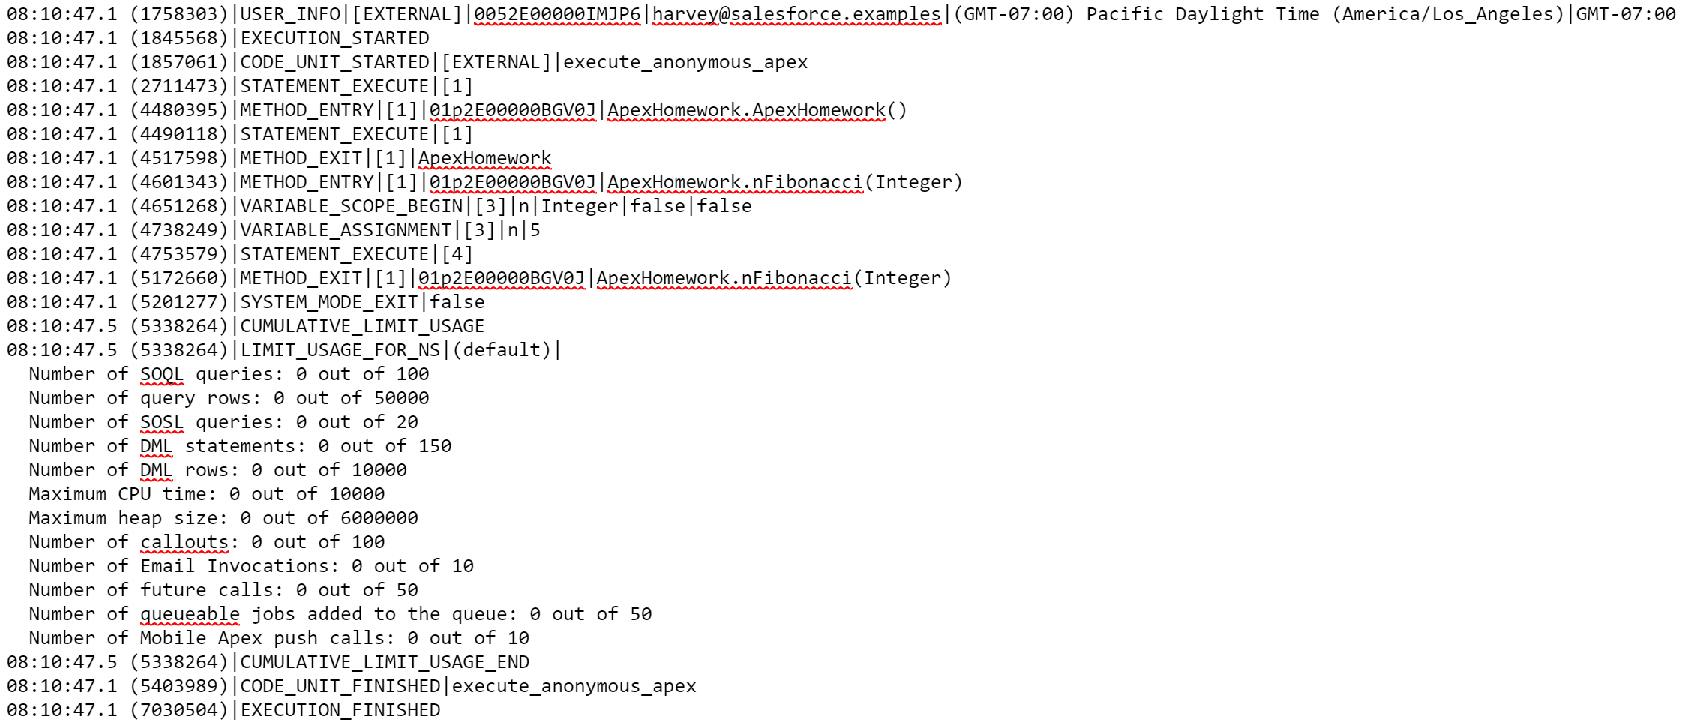 08:10:47.1 (1758303)|USER_INFO|[EXTERNAL]|0052E00000IMJP6|harvey@salesforce.examples|(GMT-07:00) Pacific Daylight Time (America/Los_Angeles)|GMT-07:00
08:10:47.1 (1845568)|EXECUTION_STARTED
08:10:47.1 (1857061)|CODE_UNIT_STARTED|[EXTERNAL]|execute_anonymous_apex
08:10:47.1 (2711473)|STATEMENT_EXECUTE|[1]
08:10:47.1 (4480395)|METHOD_ENTRY|[1]|01p2E00000BGV0J|ApexHomework.ApexHomework()
08:10:47.1 (4490118)|STATEMENT_EXECUTE|[1]
08:10:47.1 (4517598)|METHOD_EXIT|[1]|ApexHomework
08:10:47.1 (4601343)|METHOD_ENTRY|[1]|01p2E00000BGV0J|ApexHomework.nFibonacci(Integer)
08:10:47.1 (4651268)|VARIABLE_SCOPE_BEGIN|[3]|n|Integer|false|false
08:10:47.1 (4738249)|VARIABLE_ASSIGNMENT|[3]|n|5
08:10:47.1 (4753579)|STATEMENT_EXECUTE|[4]
08:10:47.1 (5172660)|METHOD_EXIT|[1]|01p2E00000BGV0J|ApexHomework.nFibonacci(Integer)
08:10:47.1 (5201277)|SYSTEM_MODE_EXIT|false
08:10:47.5 (5338264)|CUMULATIVE_LIMIT_USAGE
08:10:47.5 (5338264)|LIMIT_USAGE_FOR_NS|(default)|
Number of SOQL queries: 0 out of 100
Number of query rows: 0 out of 50000
Number of SOSL queries: 0 out of 20
Number of DML statements: 0 out of 150
Number of DML rows: 0 out of 10000
Maximum CPU time: 0 out of 10000
Maximum heap size: 0 out of 6000000
Number of callouts: 0 out of 100
Number of Email Invocations: 0 out of 10
Number of future calls: 0 out of 50
Number of queueable jobs added to the queue: 0 out of 50
Number of Mobile Apex push calls: 0 out of 10
08:10:47.5 (5338264)|CUMULATIVE_LIMIT_USAGE_END
08:10:47.1 (5403989)|CODE_UNIT_FINISHED|execute_anonymous_apex
08:10:47.1 (7030504)|EXECUTION_FINISHED